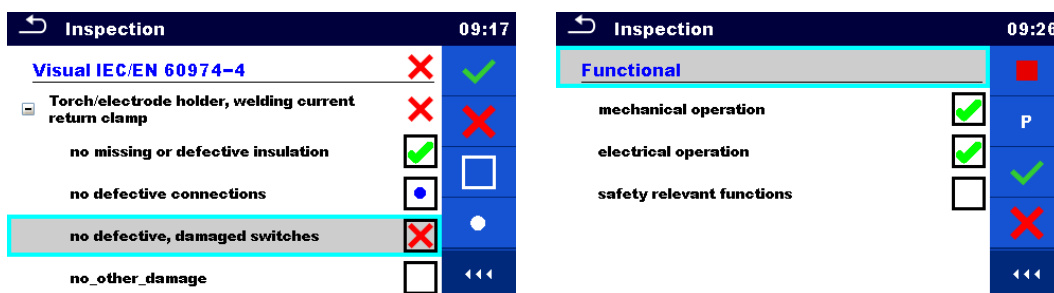 Inspection 09:17
Visual IEC/EN 60974-4
Torch/electrode holder, welding current
return clamp
no missing or defective insulation
no defective connections
no defective, damaged switches
no_other_damage
Inspection 09:26
Functional
mechanical operation
P
electrical operation
safety relevant functions